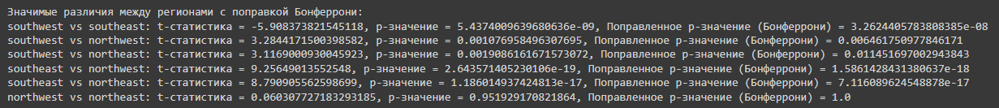 Значимые различия между регионами с поправкой Бонферрони:
southwest vs southeast: t-статистика = -5.908373821545118, p-значение = 5.4374009639680636e-09, Поправленное p-значение (Бонферрони) = 3.2624405783808385e-08
southwest vs northwest: t-статистика = 3.2844171500398582, p-значение = 0.001076958496307695, Поправленное p-значение (Бонферрони) = 0.006461750977846171
southwest vs northeast: t-статистика = 3.1169000930045923, p-значение = 0.0019086161671573072, Поправленное p-значение (Бонферрони) = 0.011451697002943843
southeast vs northwest: t-статистика = 9.25649013552548, p-значение = 2.643571405230106e-19, Поправленное p-значение (Бонферрони) = 1.5861428431380637e-18
southeast vs northeast: t-статистика = 8.790905562598699, p-значение = 1.186014937424813e-17, Поправленное p-значение (Бонферрони) = 7.116089624548878e-17
northwest vs northeast: t-статистика = 0.060307727183293185, p-значение = 0.951929170821864, Поправленное p-значение (Бонферрони) = 1.0